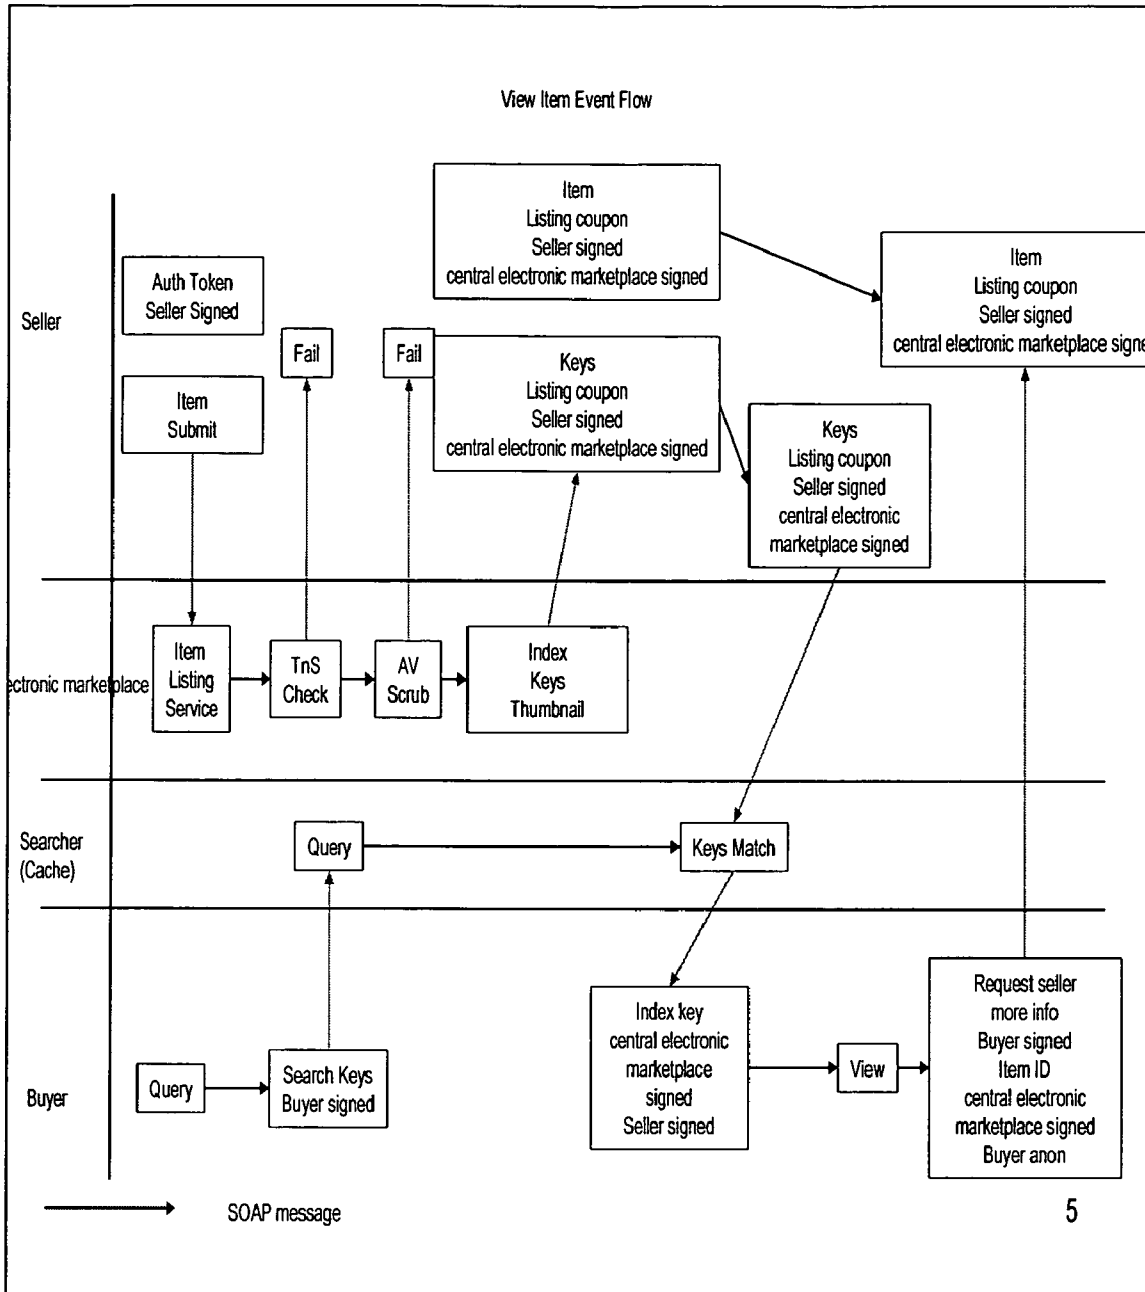 View Item Event Flow
Item
Listing coupon
Seller signed
central electronic marketplace signed
Item
Listing coupon
Seller signed
central electronic marketplace signe
Auth Token
Seller Signed
Seller
Fail
Fail
Keys
Listing coupon
Seller signed
central electronic marketplace signed
Item
Submit
Keys
Listing coupon
Seller signed
central electronic
marketplace signed
ectronic marketplace
Item
Listing
Service
TnS
Check
AV
Scrub
Index
Keys
Thumbnail
Searcher
(Cache)
Query
Keys Match
Buyer
Query
Search Keys
Buyer signed
Index key
central electronic
marketplace
signed
Seller signed
View
Request seller
more info
Buyer signed
Item ID
central electronic
marketplace signed
Buyer anon
SOAP message
5